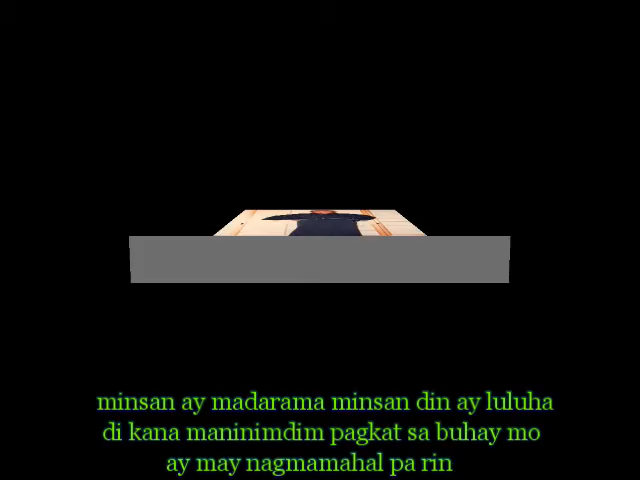 minsan ay madarama minsan din ay luluha
di kana maninimdim pagkat sa buhay mo
ay may nagmamahal pa rin